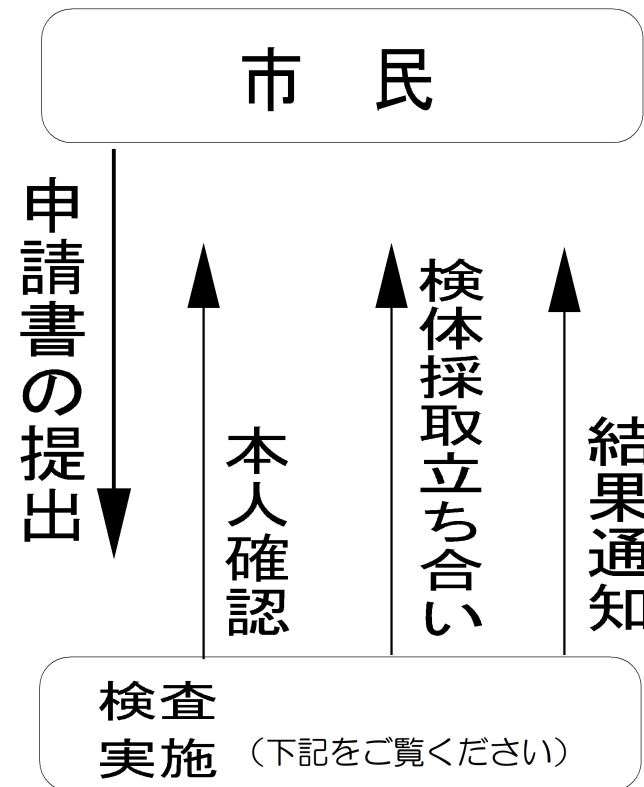 市　民
申請書の提出
本人確認
検体採取立ち合い
結果通知
検査
実施 （下記をご覧ください）